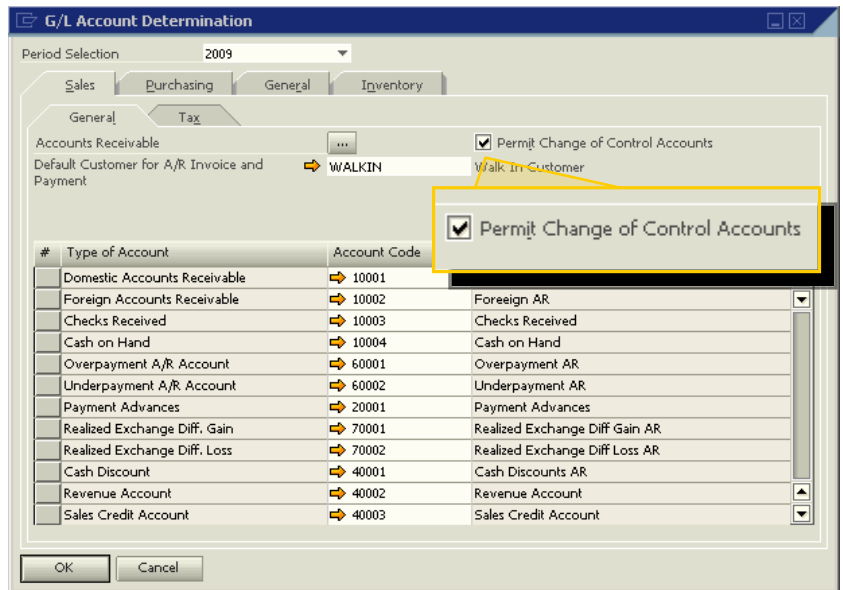 G/L Account Determination
Period Selection 2009
Sales Purchasing General Inventory
General Tax
Accounts Receivable ... Permit Change of Control Accounts
Default Customer for A/R Invoice and Payment WALKIN Walk In Customer
Permit Change of Control Accounts
# Type of Account Account Code
Domestic Accounts Receivable 10001
Foreign Accounts Receivable 10002 Foreeign AR
Checks Received 10003 Checks Received
Cash on Hand 10004 Cash on Hand
Overpayment A/R Account 60001 Overpayment AR
Underpayment A/R Account 60002 Underpayment AR
Payment Advances 20001 Payment Advances
Realized Exchange Diff. Gain 70001 Realized Exchange Diff Gain AR
Realized Exchange Diff. Loss 70002 Realized Exchange Diff Loss AR
Cash Discount 40001 Cash Discounts AR
Revenue Account 40002 Revenue Account
Sales Credit Account 40003 Sales Credit Account
OK Cancel